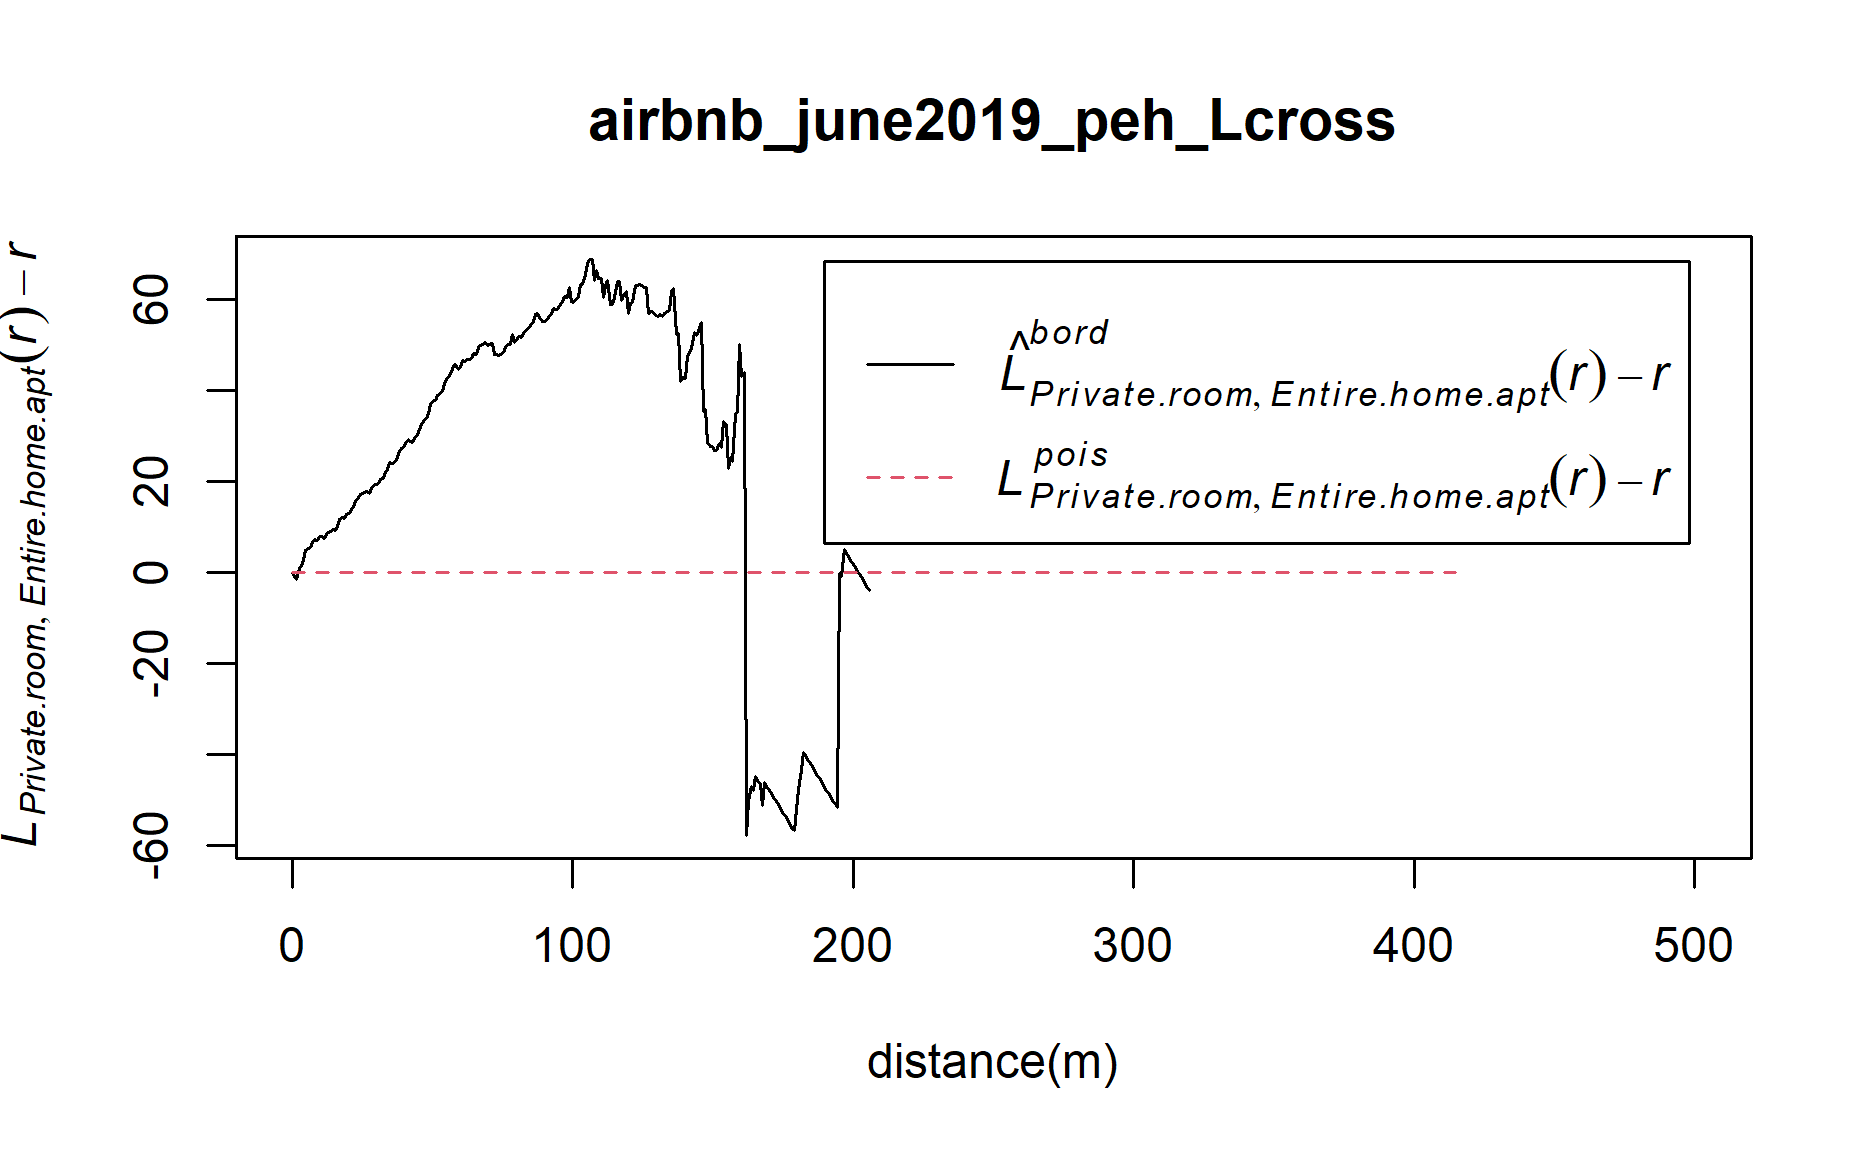 airbnb_june2019_peh_Lcross
L Private.room, Entire.home.apt (r) − r
60
20
0
-20
-60
L̂ bord Private.room, Entire.home.apt (r) − r
L pois Private.room, Entire.home.apt (r) − r
0 100 200 300 400 500
distance(m)